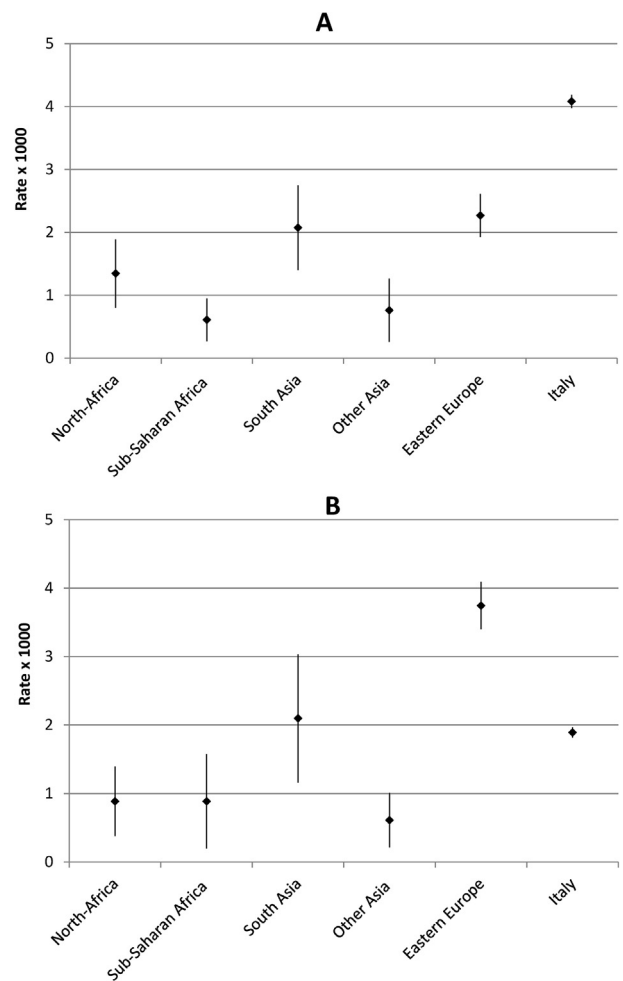 A
5
4
3
2
1
0
Rate x 1000
North-Africa
Sub-Saharan Africa
South Asia
Other Asia
Eastern Europe
Italy
B
5
4
3
2
1
0
Rate x 1000
North-Africa
Sub-Saharan Africa
South Asia
Other Asia
Eastern Europe
Italy